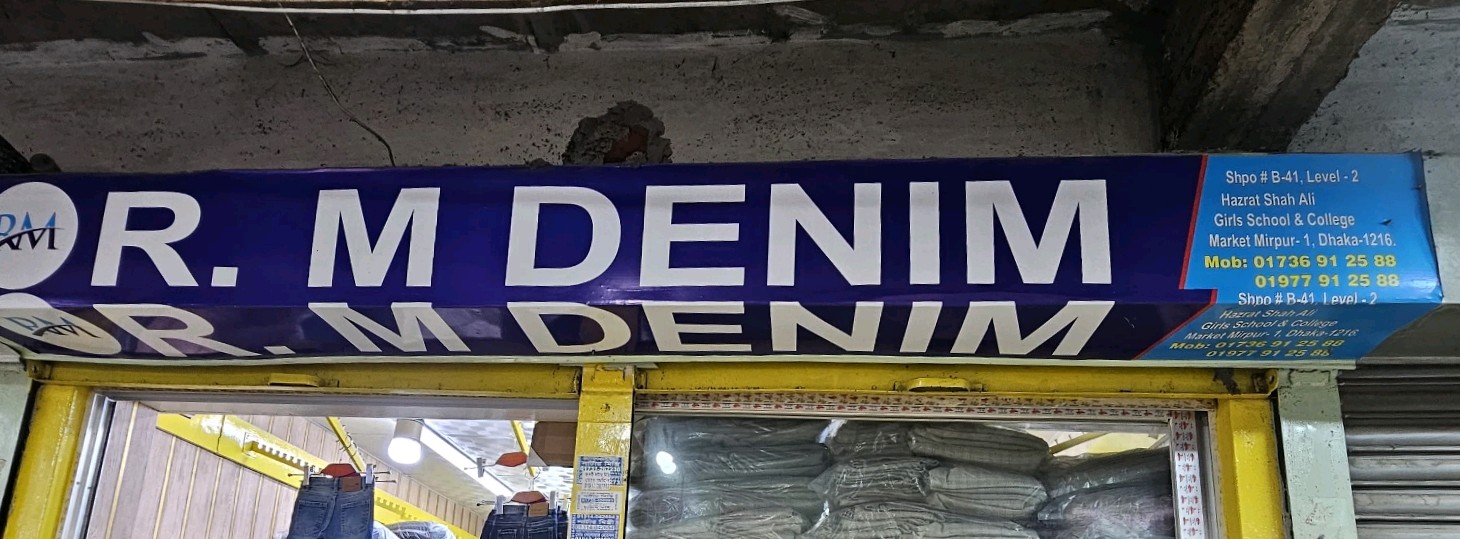 RM
R. M DENIM
Shpo # B-41, Level - 2
Hazrat Shah Ali
Girls School & College
Market Mirpur- 1, Dhaka-1216.
Mob: 01736 91 25 88
01977 91 25 88
RM
R. M DENIM
Shpo # B-41, Level - 2
Hazrat Shah Ali
Girls School & College
Market Mirpur- 1, Dhaka-1216.
Mob: 01736 91 25 88
01977 91 25 88